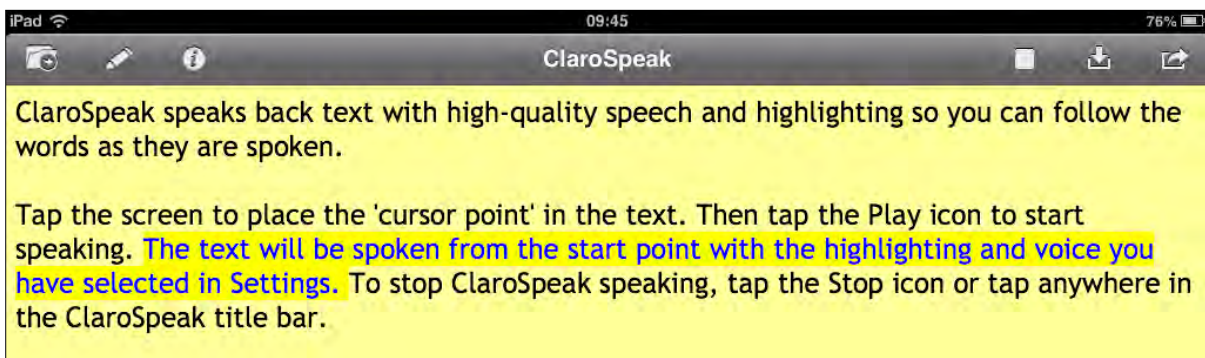 iPad 09:45 76%
ClaroSpeak
ClaroSpeak speaks back text with high-quality speech and highlighting so you can follow the
words as they are spoken.
Tap the screen to place the 'cursor point' in the text. Then tap the Play icon to start
speaking. The text will be spoken from the start point with the highlighting and voice you
have selected in Settings. To stop ClaroSpeak speaking, tap the Stop icon or tap anywhere in
the ClaroSpeak title bar.